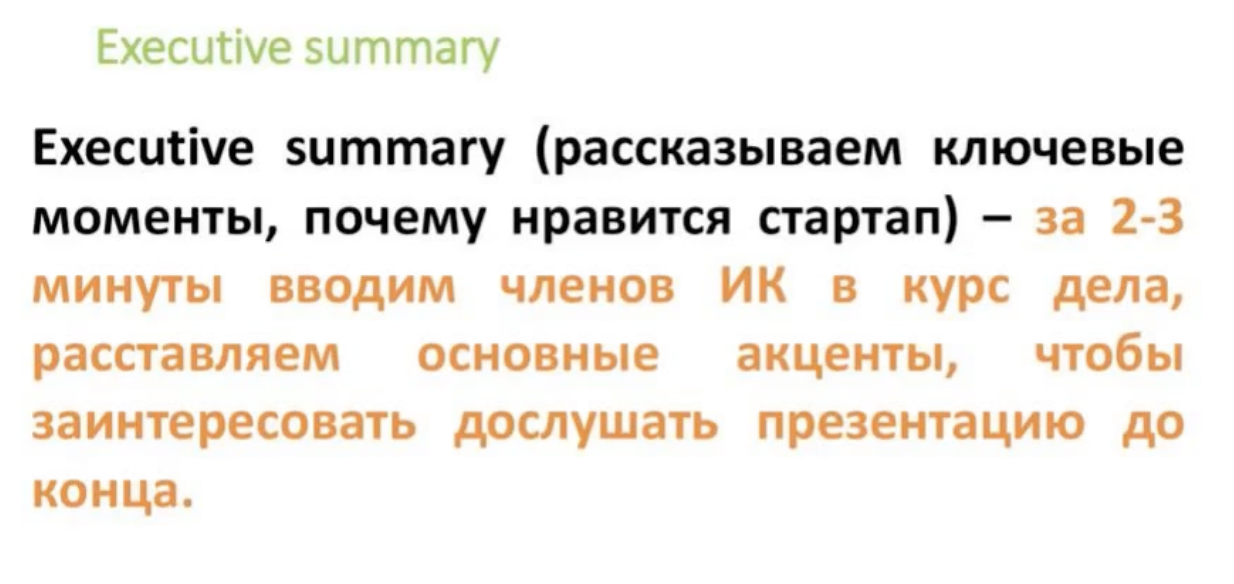 Executive summary
Executive summary (рассказываем ключевые
моменты, почему нравится стартап) – за 2-3
минуты вводим членов ИК в курс дела,
расставляем основные акценты, чтобы
заинтересовать дослушать презентацию до
конца.